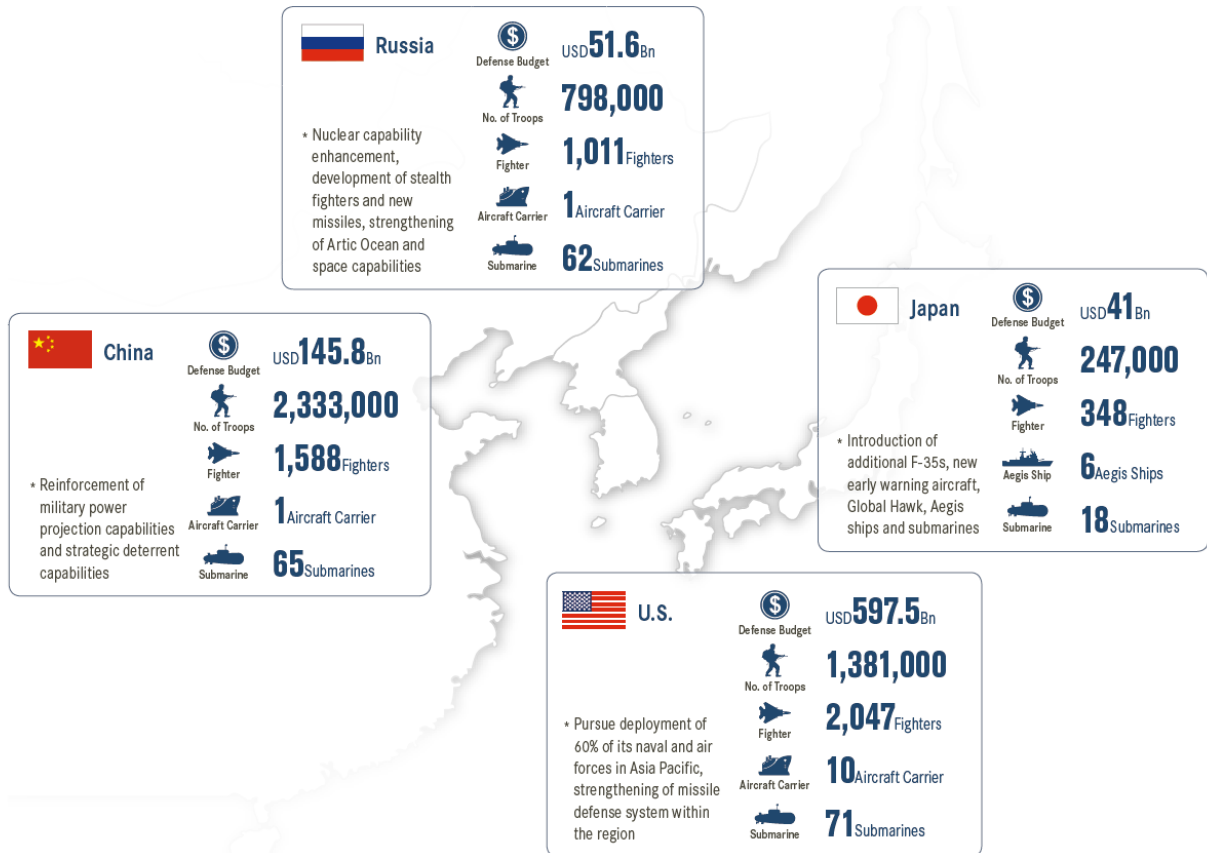 Russia
Defense Budget
USD51.6Bn
No. of Troops
798,000
Fighter
1,011Fighters
Aircraft Carrier
1Aircraft Carrier
Submarine
62Submarines
* Nuclear capability
enhancement,
development of stealth
fighters and new
missiles, strengthening
of Artic Ocean and
space capabilities
China
Defense Budget
USD145.8Bn
No. of Troops
2,333,000
Fighter
1,588Fighters
Aircraft Carrier
1Aircraft Carrier
Submarine
65Submarines
* Reinforcement of
military power
projection capabilities
and strategic deterrent
capabilities
Japan
Defense Budget
USD41Bn
No. of Troops
247,000
Fighter
348Fighters
Aegis Ship
6Aegis Ships
Submarine
18Submarines
* Introduction of
additional F-35s, new
early warning aircraft,
Global Hawk, Aegis
ships and submarines
U.S.
Defense Budget
USD597.5Bn
No. of Troops
1,381,000
Fighter
2,047Fighters
Aircraft Carrier
10Aircraft Carrier
Submarine
71Submarines
* Pursue deployment of
60% of its naval and air
forces in Asia Pacific,
strengthening of missile
defense system within
the region